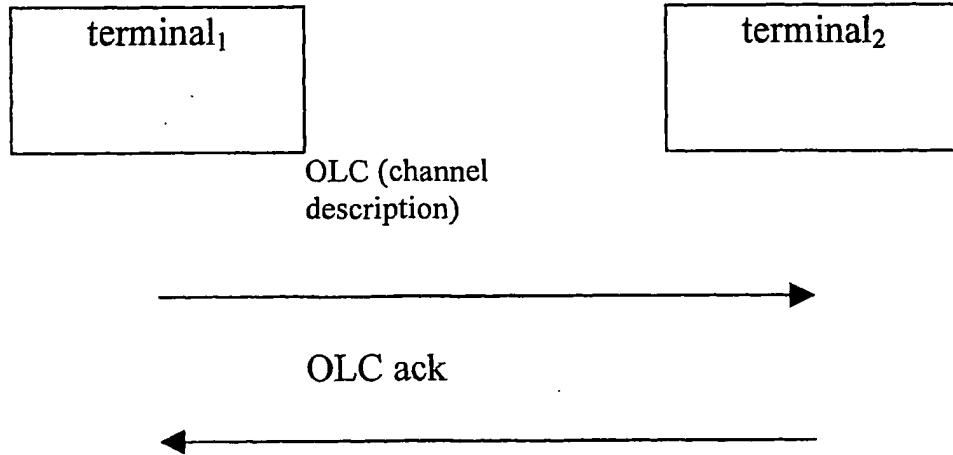 terminal₁
terminal₂
OLC (channel
description)
OLC ack